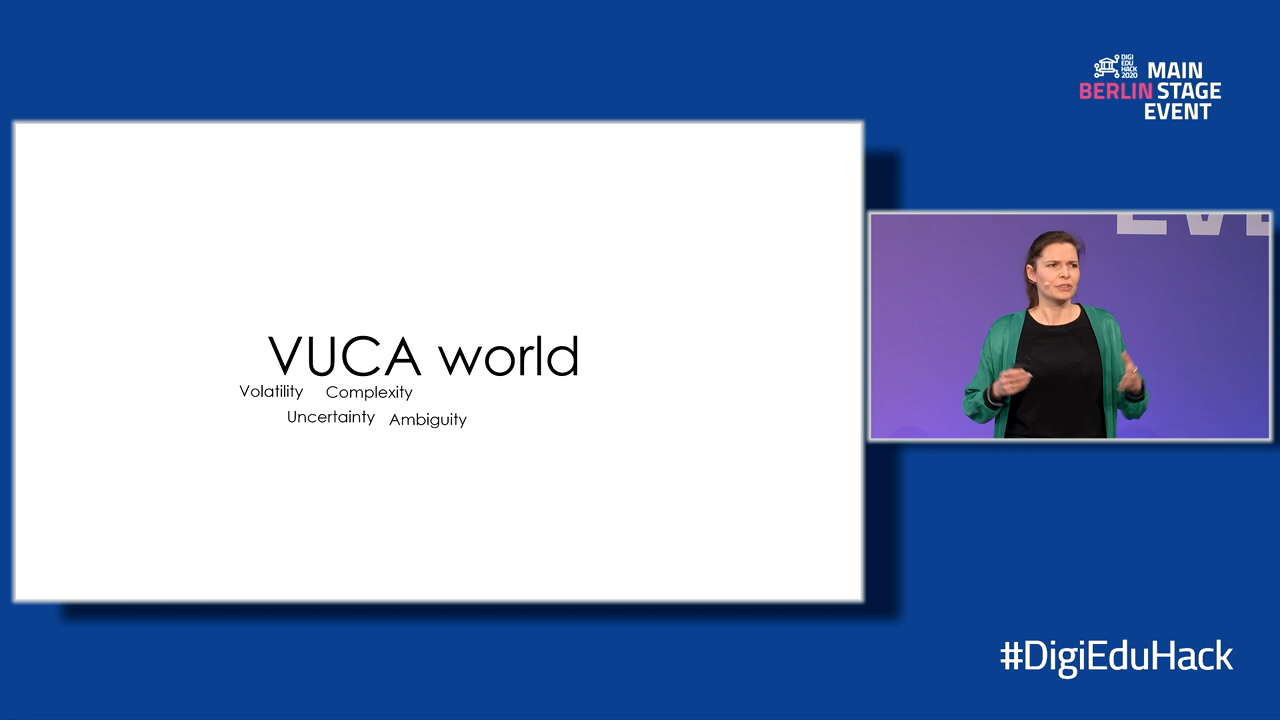 DIGI
EDU
HACK
2020
MAIN
BERLIN STAGE
EVENT
VUCA world
Volatility Complexity
Uncertainty Ambiguity
#DigiEduHack